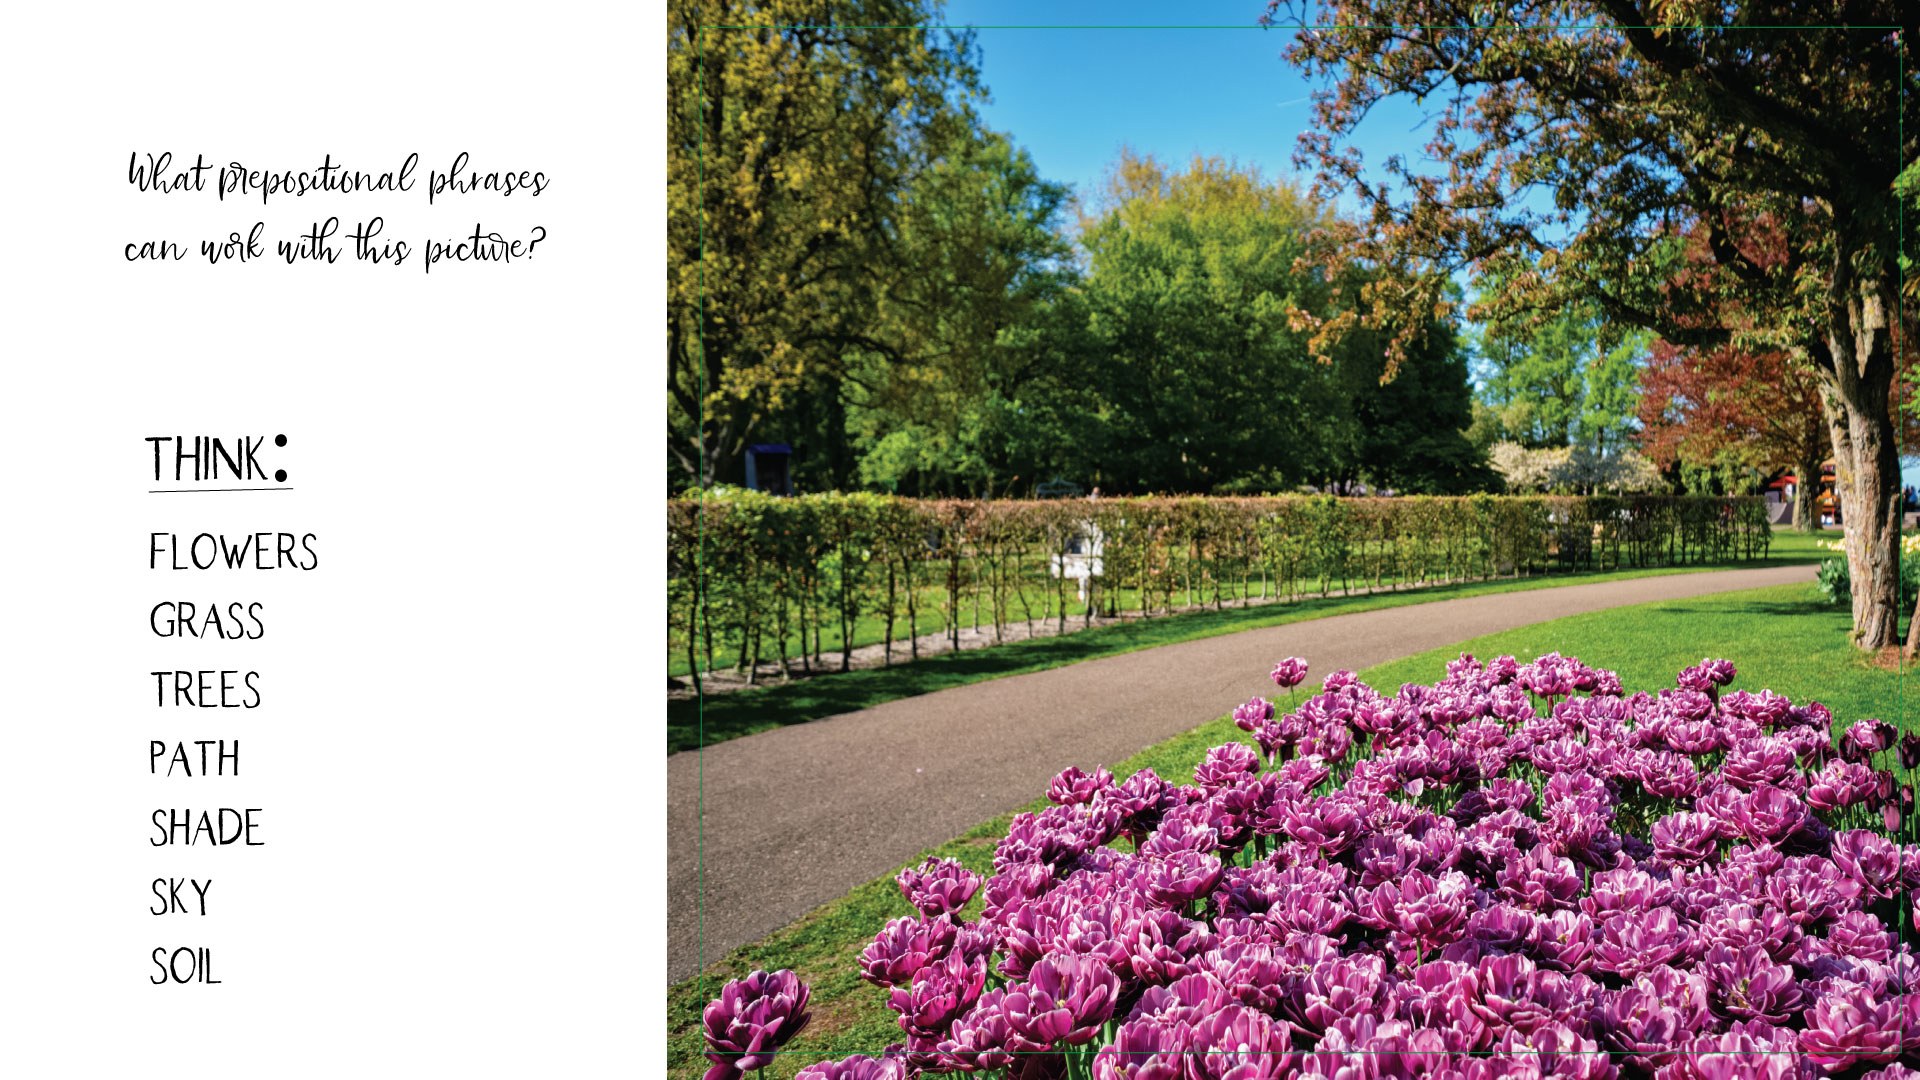 What prepositional phrases
can work with this picture?
THINK:
FLOWERS
GRASS
TREES
PATH
SHADE
SKY
SOIL